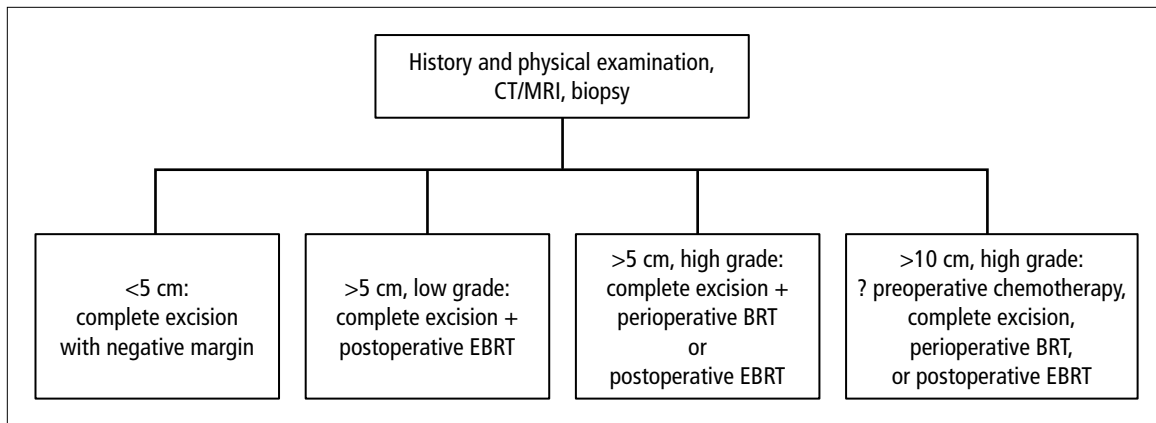 History and physical examination,
CT/MRI, biopsy
<5 cm:
complete excision
with negative margin
>5 cm, low grade:
complete excision +
postoperative EBRT
>5 cm, high grade:
complete excision +
perioperative BRT
or
postoperative EBRT
>10 cm, high grade:
? preoperative chemotherapy,
complete excision,
perioperative BRT,
or postoperative EBRT